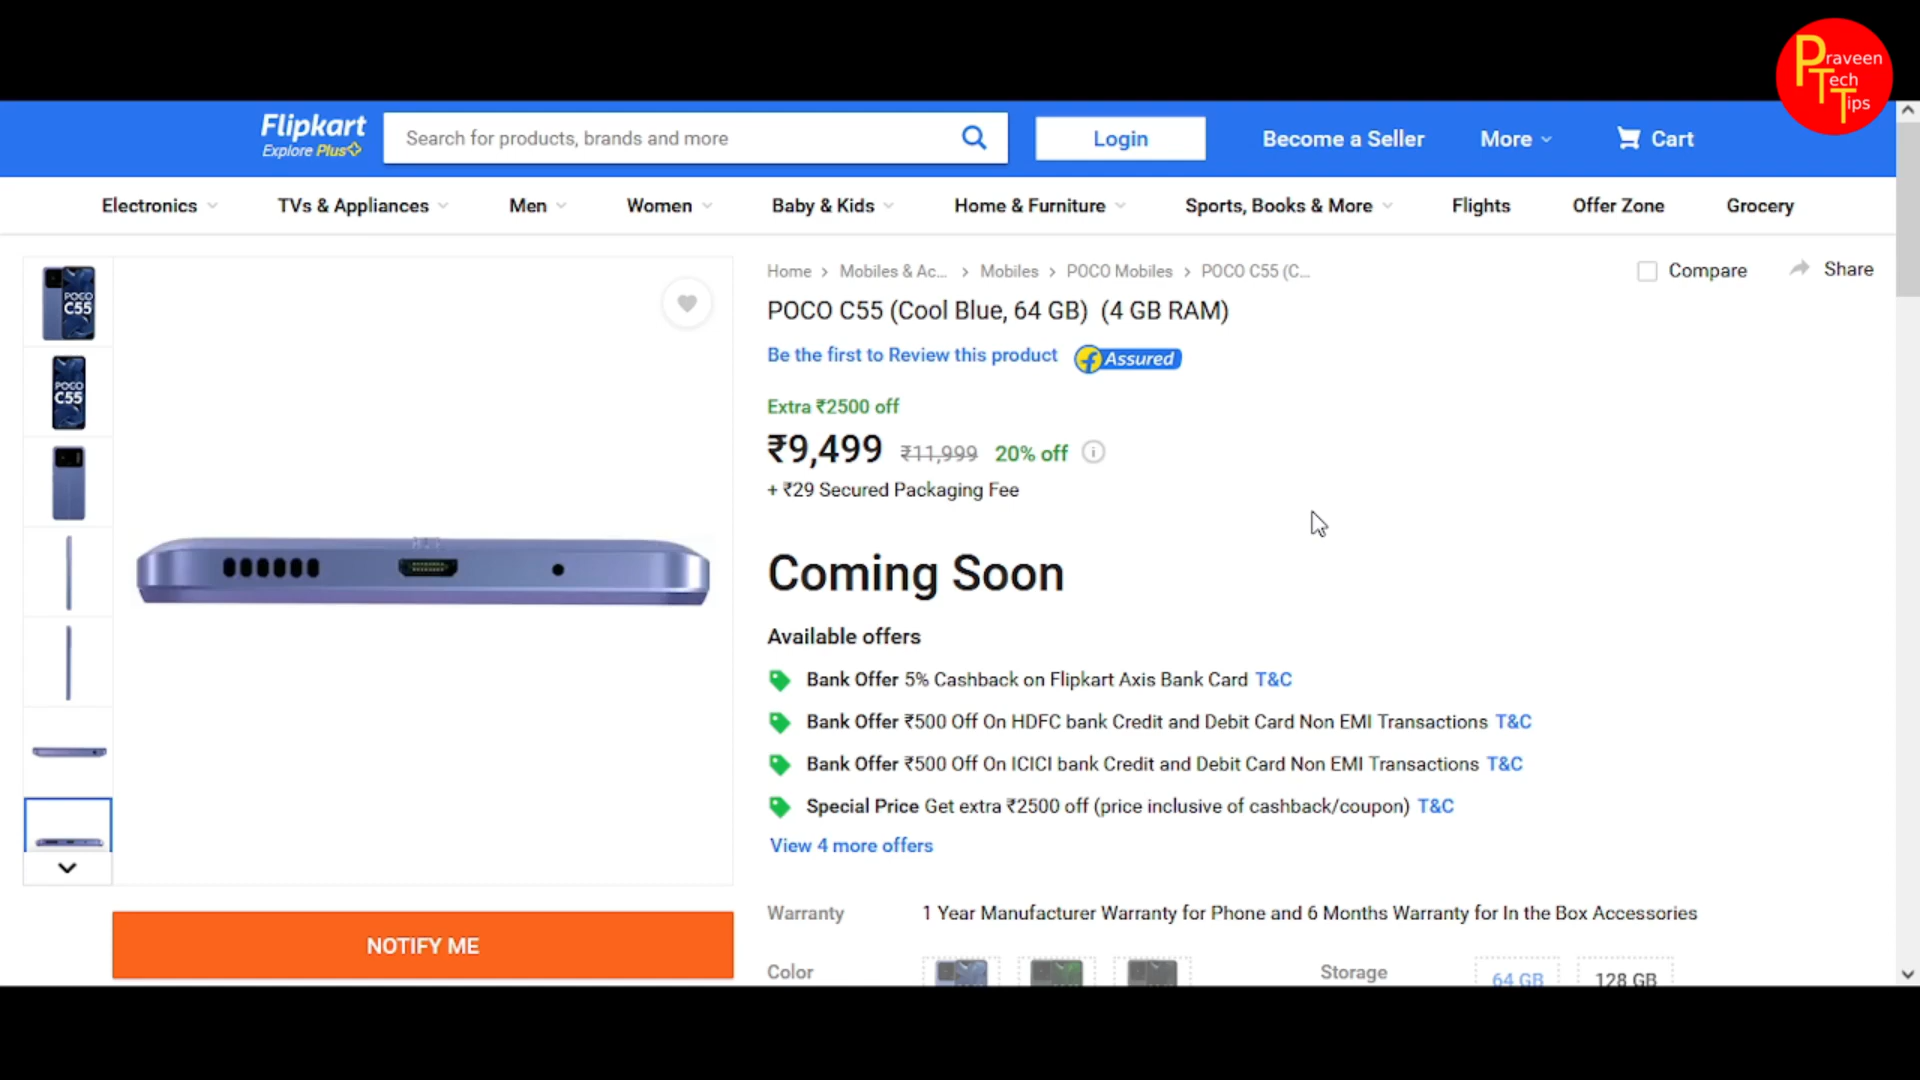 Praveen
Tech
Tips
Flipkart
Explore Plus
Search for products, brands and more
Login
Become a Seller
More
Cart
Electronics
TVs & Appliances
Men
Women
Baby & Kids
Home & Furniture
Sports, Books & More
Flights
Offer Zone
Grocery
Home > Mobiles & Ac... > Mobiles > POCO Mobiles > POCO C55 (C...
Compare
Share
POCO C55 (Cool Blue, 64 GB)  (4 GB RAM)
Be the first to Review this product
Assured
Extra ₹2500 off
₹9,499 ₹11,999 20% off
+ ₹29 Secured Packaging Fee
Coming Soon
Available offers
Bank Offer 5% Cashback on Flipkart Axis Bank Card T&C
Bank Offer ₹500 Off On HDFC bank Credit and Debit Card Non EMI Transactions T&C
Bank Offer ₹500 Off On ICICI bank Credit and Debit Card Non EMI Transactions T&C
Special Price Get extra ₹2500 off (price inclusive of cashback/coupon) T&C
View 4 more offers
Warranty 1 Year Manufacturer Warranty for Phone and 6 Months Warranty for In the Box Accessories
Color
Storage 64 GB 128 GB
POCO
C55
POCO
C55
NOTIFY ME